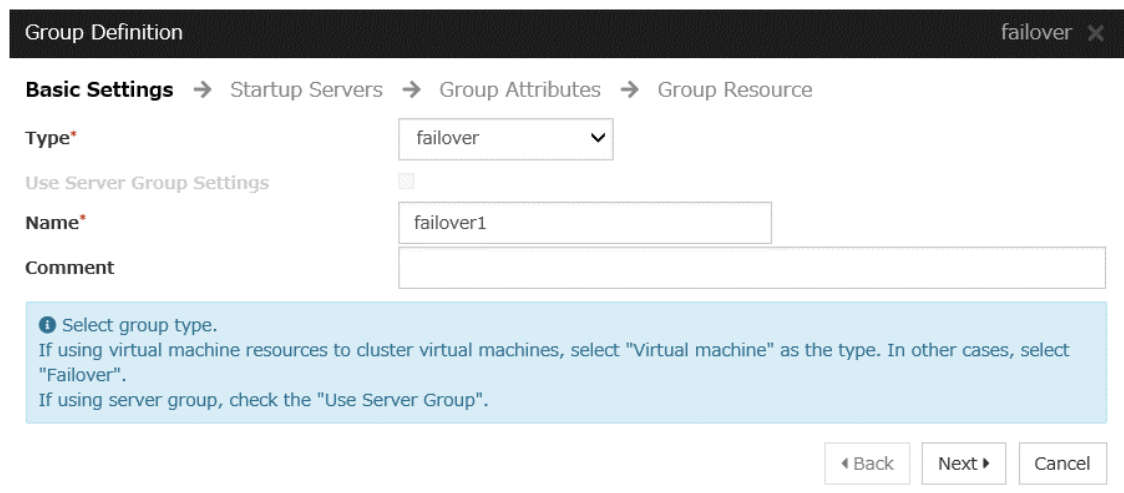 Group Definition failover ×
Basic Settings → Startup Servers → Group Attributes → Group Resource
Type* failover
Use Server Group Settings
Name* failover1
Comment
Select group type.
If using virtual machine resources to cluster virtual machines, select "Virtual machine" as the type. In other cases, select
"Failover".
If using server group, check the "Use Server Group".
Back Next Cancel